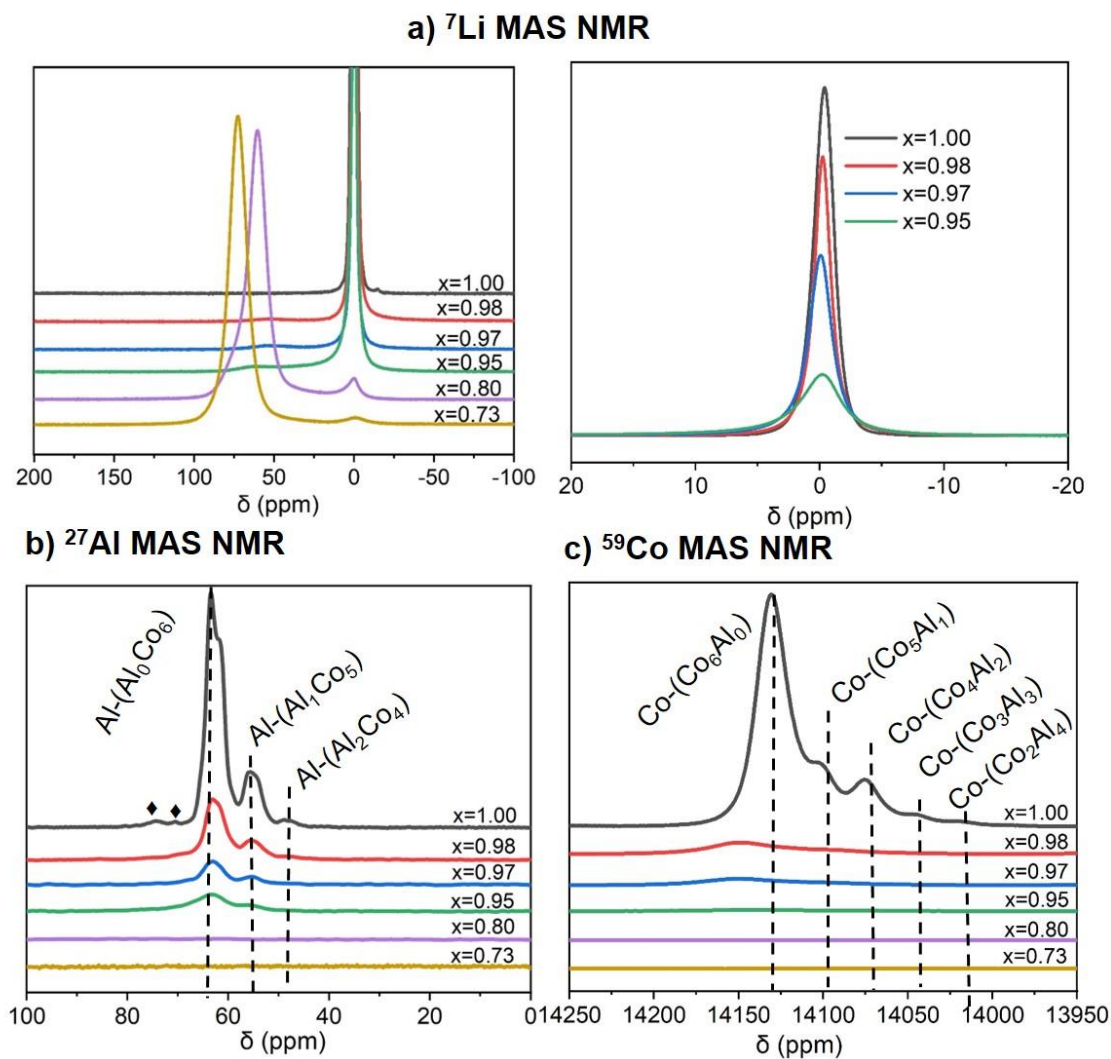 a) ⁷Li MAS NMR
x=1.00
x=0.98
x=0.97
x=0.95
x=0.80
x=0.73
200 150 100 50 0 -50 -100
δ (ppm)
x=1.00
x=0.98
x=0.97
x=0.95
20 10 0 -10 -20
δ (ppm)
b) ²⁷Al MAS NMR
Al-(Al₀Co₆)
Al-(Al₁Co₅)
Al-(Al₂Co₄)
♦ ♦
x=1.00
x=0.98
x=0.97
x=0.95
x=0.80
x=0.73
100 80 60 40 20 0
δ (ppm)
c) ⁵⁹Co MAS NMR
Co-(Co₆Al₀)
Co-(Co₅Al₁)
Co-(Co₄Al₂)
Co-(Co₃Al₃)
Co-(Co₂Al₄)
x=1.00
x=0.98
x=0.97
x=0.95
x=0.80
x=0.73
14250 14150 14100 14050 14000 13950
δ (ppm)